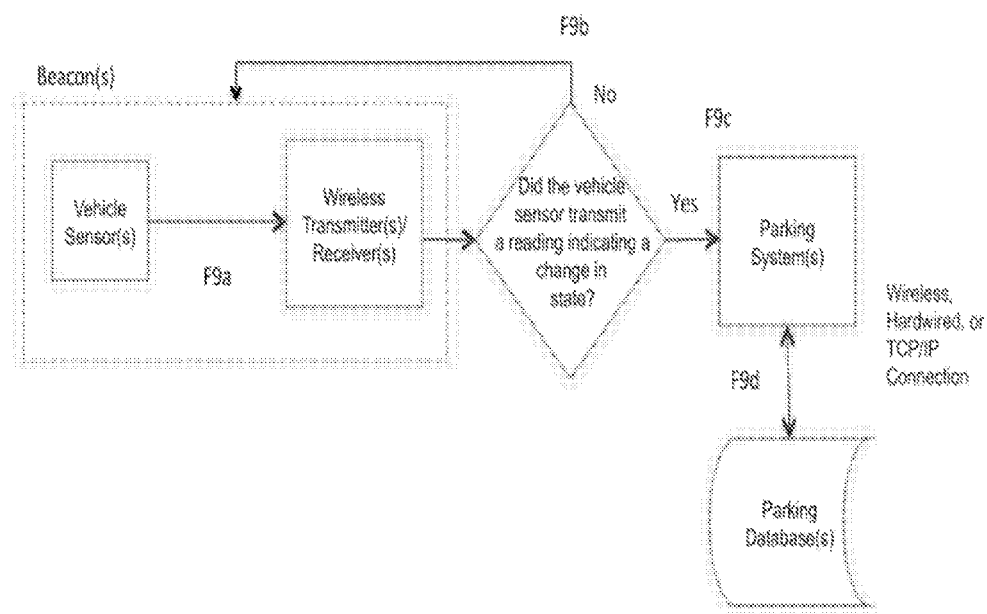 F9b
Beacon(s)
No
F9c
Vehicle
Sensor(s)
Wireless
Transmitter(s)/
Receiver(s)
F9a
Did the vehicle
sensor transmit
a reading indicating a
change in
state?
Yes
Parking
System(s)
Wireless,
Hardwired, or
TCP/IP
Connection
F9d
Parking
Database(s)